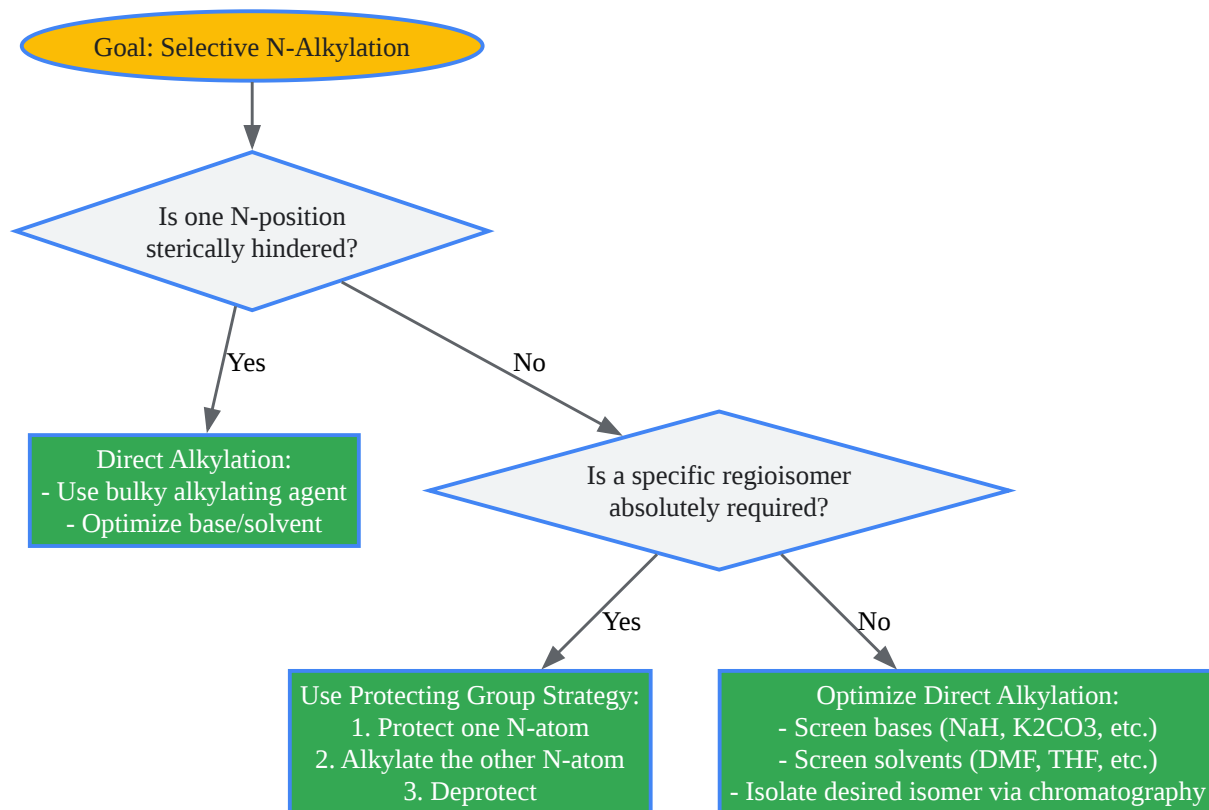 Goal: Selective N-Alkylation
Is one N-position
sterically hindered?
Yes
No
Direct Alkylation:
- Use bulky alkylating agent
- Optimize base/solvent
Is a specific regioisomer
absolutely required?
Yes
No
Use Protecting Group Strategy:
1. Protect one N-atom
2. Alkylate the other N-atom
3. Deprotect
Optimize Direct Alkylation:
- Screen bases (NaH, K2CO3, etc.)
- Screen solvents (DMF, THF, etc.)
- Isolate desired isomer via chromatography